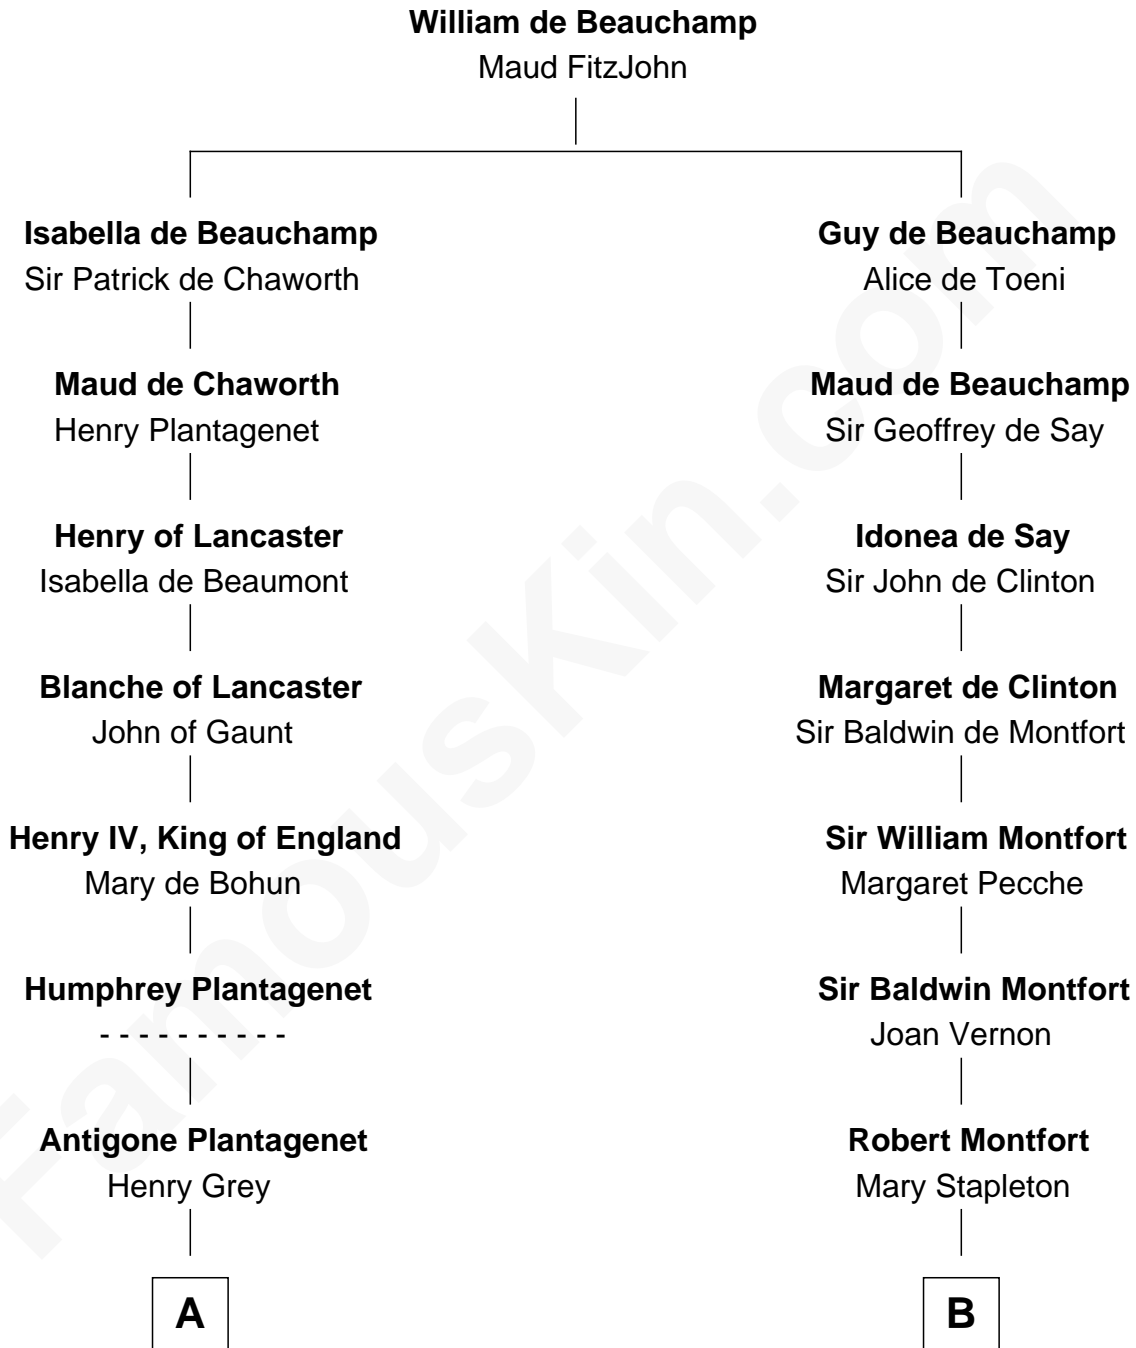 William de Beauchamp
Maud FitzJohn
Isabella de Beauchamp
Sir Patrick de Chaworth
Guy de Beauchamp
Alice de Toeni
Maud de Chaworth
Henry Plantagenet
Maud de Beauchamp
Sir Geoffrey de Say
Henry of Lancaster
Isabella de Beaumont
Idonea de Say
Sir John de Clinton
Blanche of Lancaster
John of Gaunt
Margaret de Clinton
Sir Baldwin de Montfort
Henry IV, King of England
Mary de Bohun
Sir William Montfort
Margaret Pecche
Humphrey Plantagenet
- - - - - - - - - -
Sir Baldwin Montfort
Joan Vernon
Antigone Plantagenet
Henry Grey
Robert Montfort
Mary Stapleton
A
B
FamousKin.com